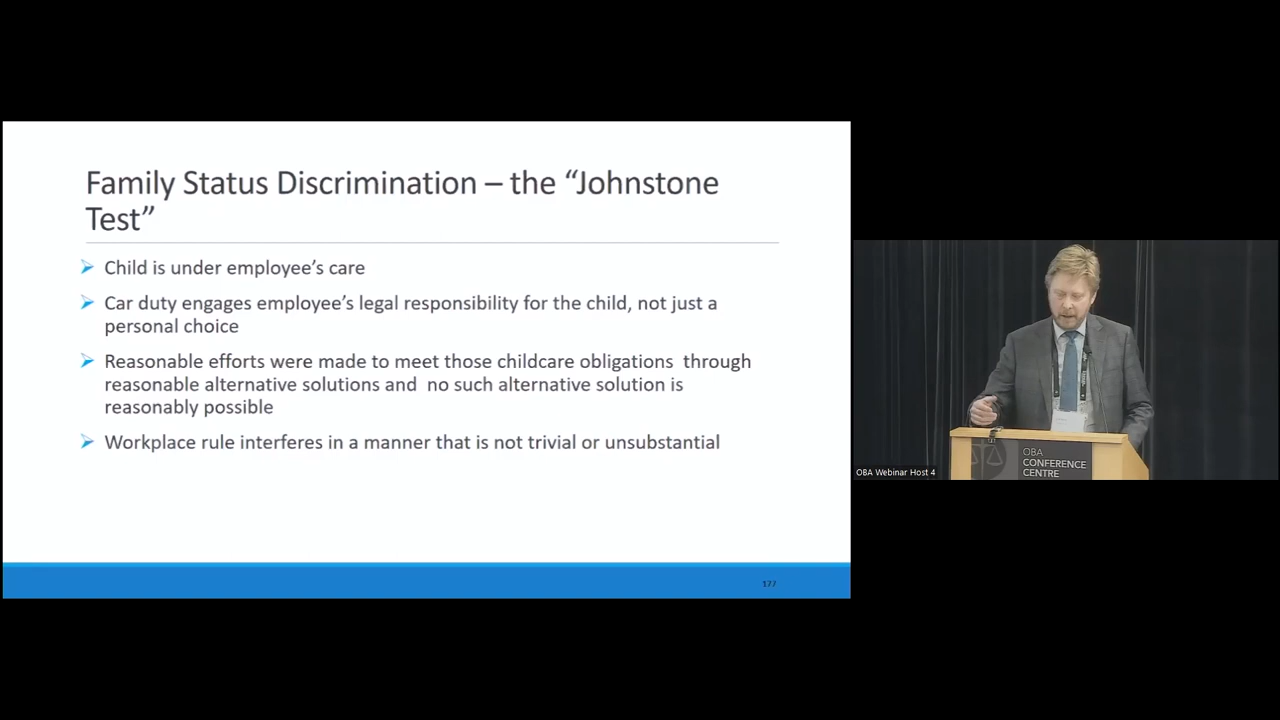 Family Status Discrimination – the “Johnstone
Test”
Child is under employee’s care
Car duty engages employee’s legal responsibility for the child, not just a
personal choice
Reasonable efforts were made to meet those childcare obligations  through
reasonable alternative solutions and  no such alternative solution is
reasonably possible
Workplace rule interferes in a manner that is not trivial or unsubstantial
177
OBA Webinar Host 4
OBA
CONFERENCE
CENTRE